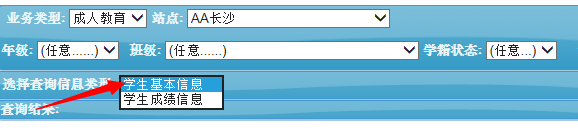 业务类型: 成人教育 站点: AA长沙
年级: (任意......) 班级: (任意......) 学籍状态: (任意...)
选择查询信息类型: 学生基本信息
学生成绩信息
查询结果: